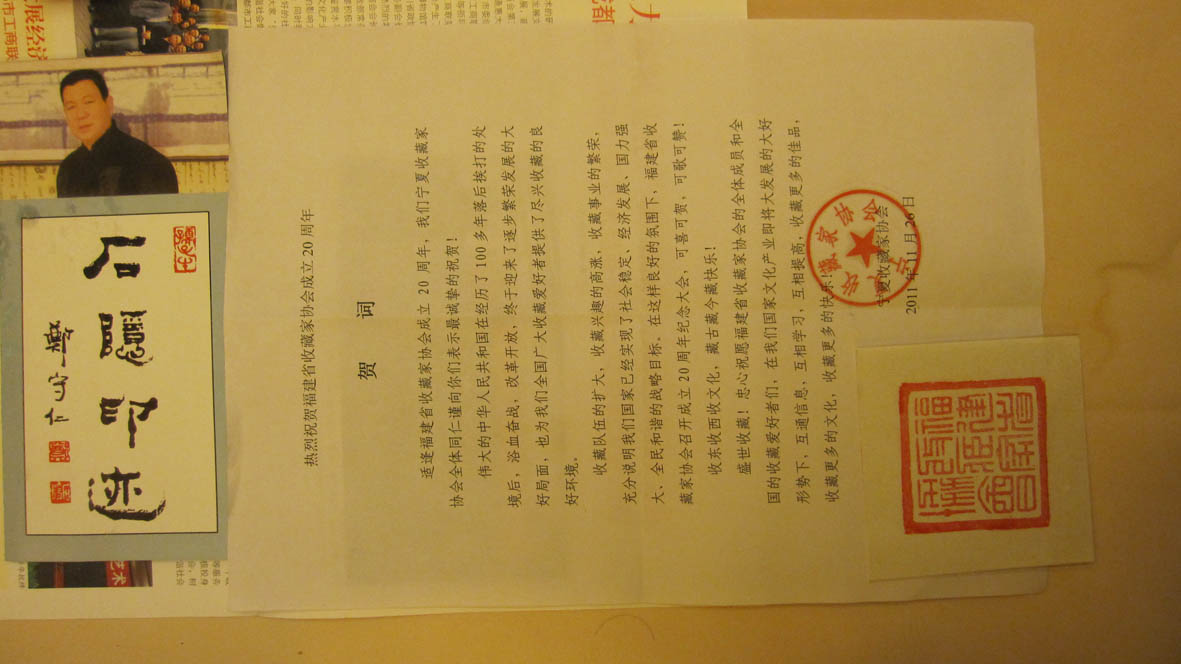 热烈祝贺福建省收藏家协会成立20周年
贺 词
适逢福建省收藏家协会成立20周年，我们宁夏收藏家
协会全体同仁谨向你们表示最诚挚的祝贺！
伟大的中华人民共和国在经历了100多年落后挨打的处
境后，浴血奋战，改革开放，终于迎来了逐步繁荣发展的大
好局面，也为我们全国广大收藏爱好者提供了尽兴收藏的良
好环境。
收藏队伍的扩大，收藏兴趣的高涨，收藏事业的繁荣，
充分说明我们国家已经实现了社会稳定、经济发展、国力强
大、全民和谐的战略目标。在这样良好的氛围下，福建省收
藏家协会召开成立20周年纪念大会，可喜可贺，可歌可赞！
收东收西收文化，藏古藏今藏快乐！
盛世收藏！忠心祝愿福建省收藏家协会的全体成员和全
国的收藏爱好者们，在我们国家文化产业即将大发展的大好
形势下，互通信息，互相学习，互相提高，收藏更多的佳品，
收藏更多的文化，收藏更多的快乐！
宁夏收藏家协会
2011年11月26日
展经济
市工商联
艺术